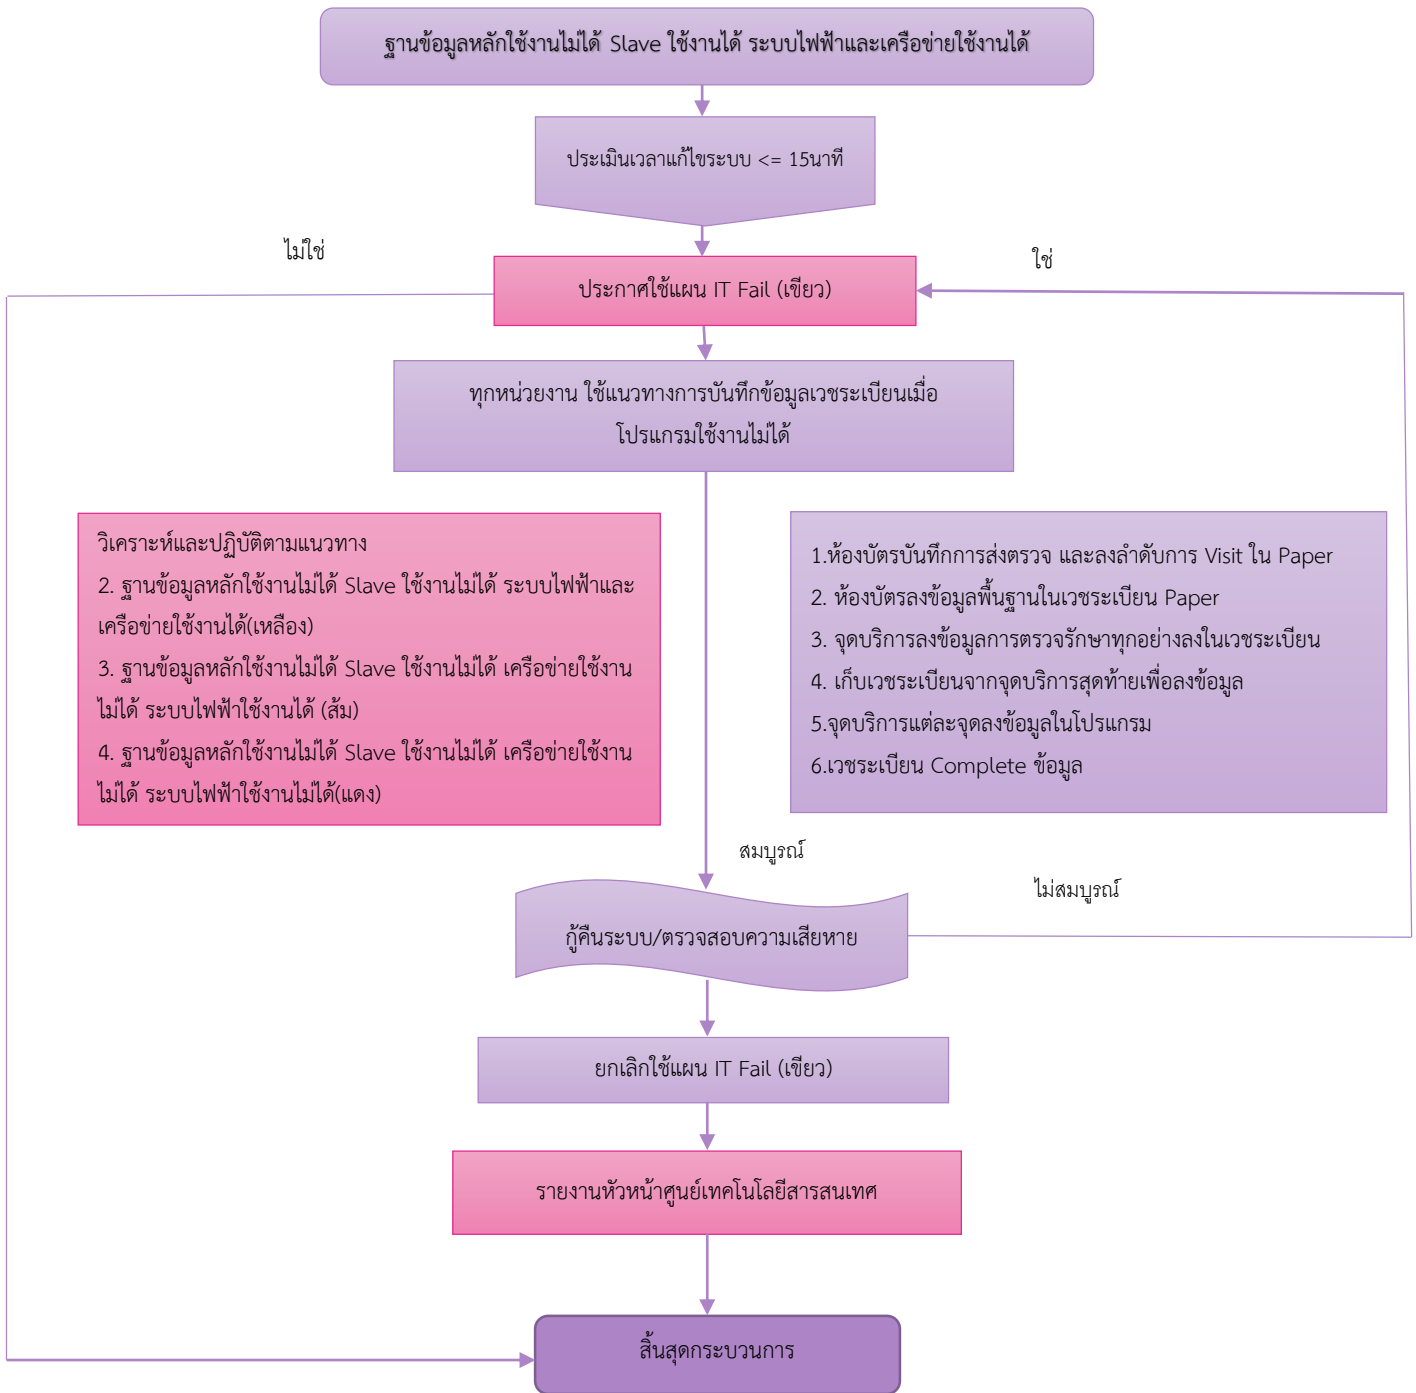 ฐานข้อมูลหลักใช้งานไม่ได้ Slave ใช้งานได้ ระบบไฟฟ้าและเครือข่ายใช้งานได้
ประเมินเวลาแก้ไขระบบ <= 15นาที
ไม่ใช่
ใช่
ประกาศใช้แผน IT Fail (เขียว)
ทุกหน่วยงาน ใช้แนวทางการบันทึกข้อมูลเวชระเบียนเมื่อ
โปรแกรมใช้งานไม่ได้
วิเคราะห์และปฏิบัติตามแนวทาง
2. ฐานข้อมูลหลักใช้งานไม่ได้ Slave ใช้งานไม่ได้ ระบบไฟฟ้าและ
เครือข่ายใช้งานได้(เหลือง)
3. ฐานข้อมูลหลักใช้งานไม่ได้ Slave ใช้งานไม่ได้ เครือข่ายใช้งาน
ไม่ได้ ระบบไฟฟ้าใช้งานได้ (ส้ม)
4. ฐานข้อมูลหลักใช้งานไม่ได้ Slave ใช้งานไม่ได้ เครือข่ายใช้งาน
ไม่ได้ ระบบไฟฟ้าใช้งานไม่ได้(แดง)
1.ห้องบัตรบันทึกการส่งตรวจ และลงลำดับการ Visit ใน Paper
2. ห้องบัตรลงข้อมูลพื้นฐานในเวชระเบียน Paper
3. จุดบริการลงข้อมูลการตรวจรักษาทุกอย่างลงในเวชระเบียน
4. เก็บเวชระเบียนจากจุดบริการสุดท้ายเพื่อลงข้อมูล
5.จุดบริการแต่ละจุดลงข้อมูลในโปรแกรม
6.เวชระเบียน Complete ข้อมูล
สมบูรณ์
ไม่สมบูรณ์
กู้คืนระบบ/ตรวจสอบความเสียหาย
ยกเลิกใช้แผน IT Fail (เขียว)
รายงานหัวหน้าศูนย์เทคโนโลยีสารสนเทศ
สิ้นสุดกระบวนการ